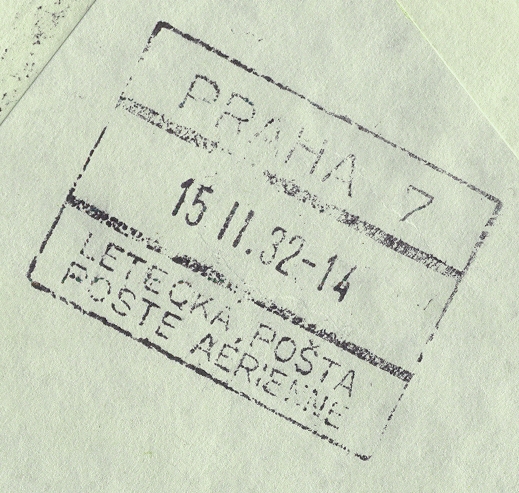 PRAHA 7
15 II. 32-14
LETECKÁ POŠTA
POSTE AÉRIENNE